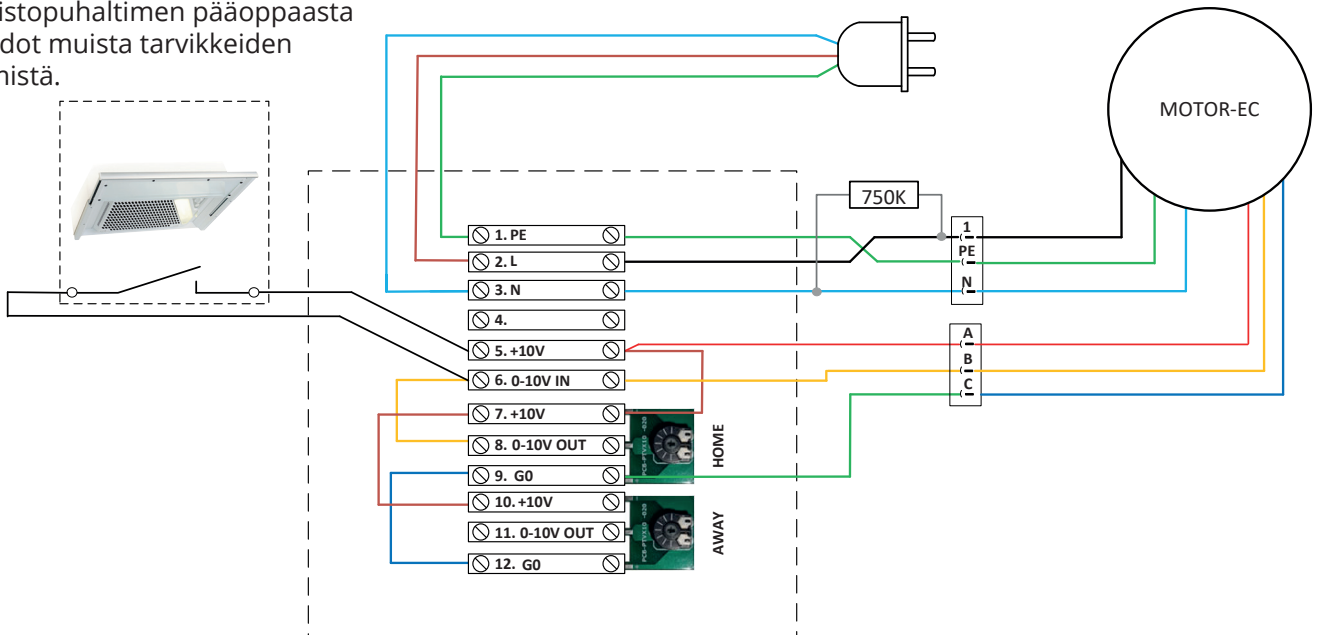 istopuhaltimen pääoppaasta
dot muista tarvikkeiden
nistä.
MOTOR-EC
750K
1. PE
2. L
3. N
4.
5. +10V
6. 0-10V IN
7. +10V
8. 0-10V OUT
9. G0
10. +10V
11. 0-10V OUT
12. G0
HOME
AWAY
1
PE
N
A
B
C